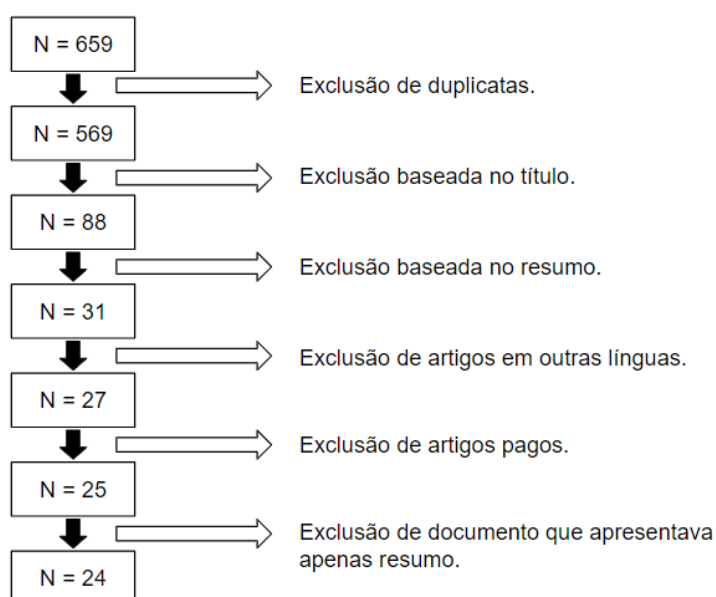 N = 659
Exclusão de duplicatas.
N = 569
Exclusão baseada no título.
N = 88
Exclusão baseada no resumo.
N = 31
Exclusão de artigos em outras línguas.
N = 27
Exclusão de artigos pagos.
N = 25
Exclusão de documento que apresentava
apenas resumo.
N = 24